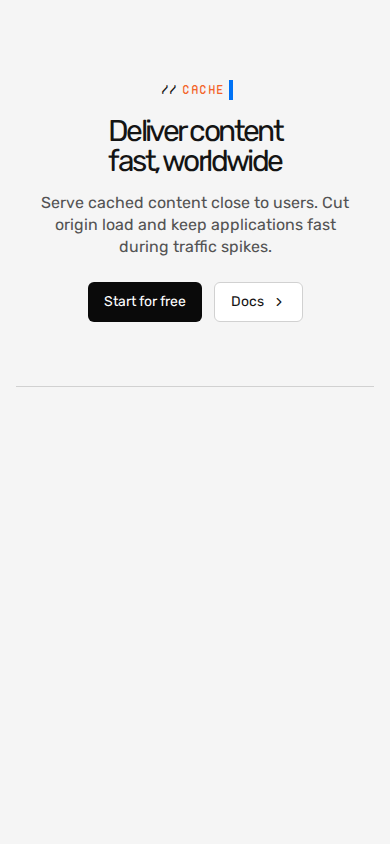 // CACHE
Deliver content
fast, worldwide
Serve cached content close to users. Cut
origin load and keep applications fast
during traffic spikes.
Start for free
Docs